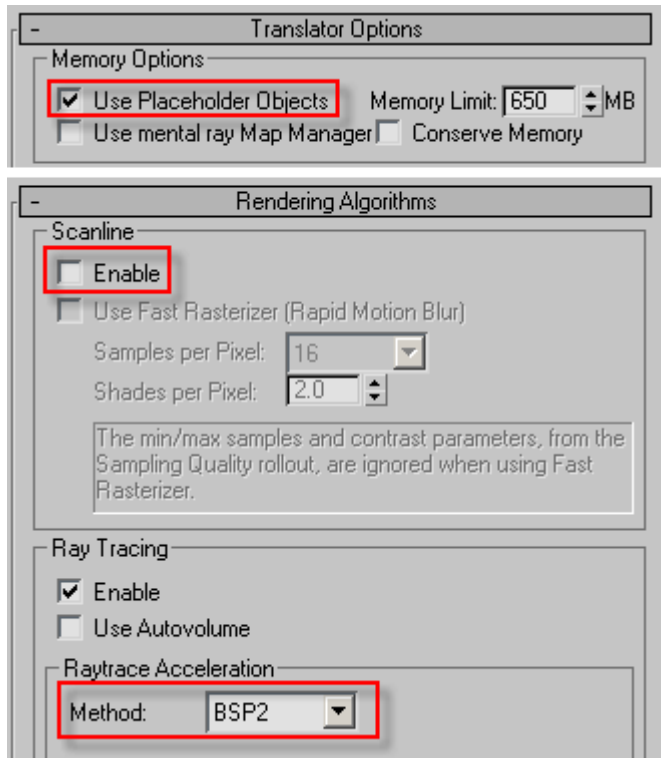 - Translator Options
Memory Options
Use Placeholder Objects Memory Limit: 650 MB
Use mental ray Map Manager Conserve Memory
- Rendering Algorithms
Scanline
Enable
Use Fast Rasterizer (Rapid Motion Blur)
Samples per Pixel: 16
Shades per Pixel: 2.0
The min/max samples and contrast parameters, from the
Sampling Quality rollout, are ignored when using Fast
Rasterizer.
Ray Tracing
Enable
Use Autovolume
Raytrace Acceleration
Method: BSP2